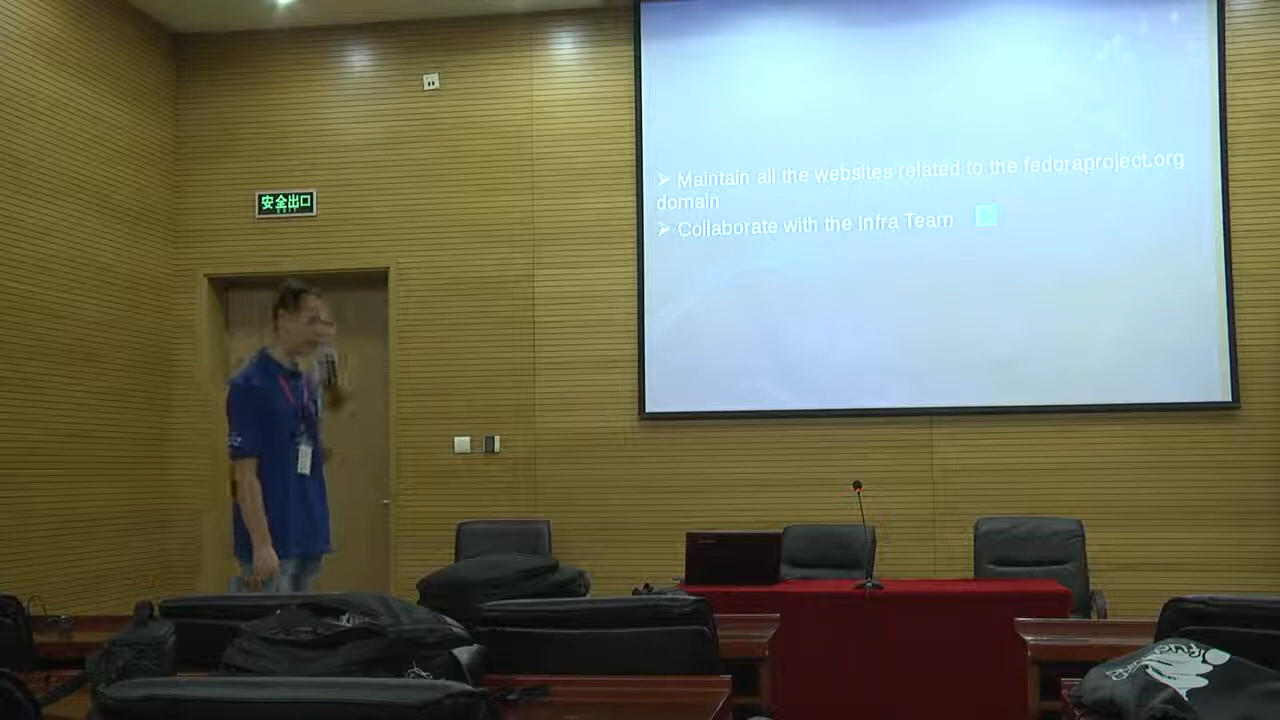 ➢ Maintain all the websites related to the fedoraproject.org
domain
➢ Collaborate with the Infra Team
安全出口